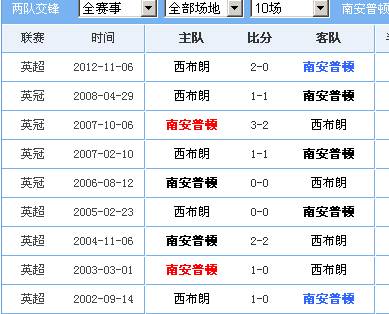 两队交锋 全赛事 全部场地 10场 南安普顿
联赛 时间 主队 比分 客队
英超 2012-11-06 西布朗 2-0 南安普顿
英冠 2008-04-29 西布朗 1-1 南安普顿
英冠 2007-10-06 南安普顿 3-2 西布朗
英冠 2007-02-10 西布朗 1-1 南安普顿
英冠 2006-08-12 南安普顿 0-0 西布朗
英超 2005-02-23 西布朗 0-0 南安普顿
英超 2004-11-06 南安普顿 2-2 西布朗
英超 2003-03-01 南安普顿 1-0 西布朗
英超 2002-09-14 西布朗 1-0 南安普顿